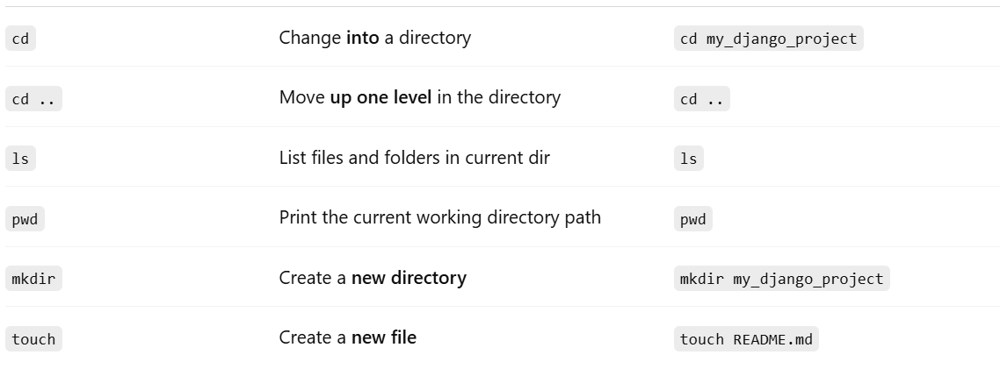 cd Change into a directory cd my_django_project
cd .. Move up one level in the directory cd ..
ls List files and folders in current dir ls
pwd Print the current working directory path pwd
mkdir Create a new directory mkdir my_django_project
touch Create a new file touch README.md